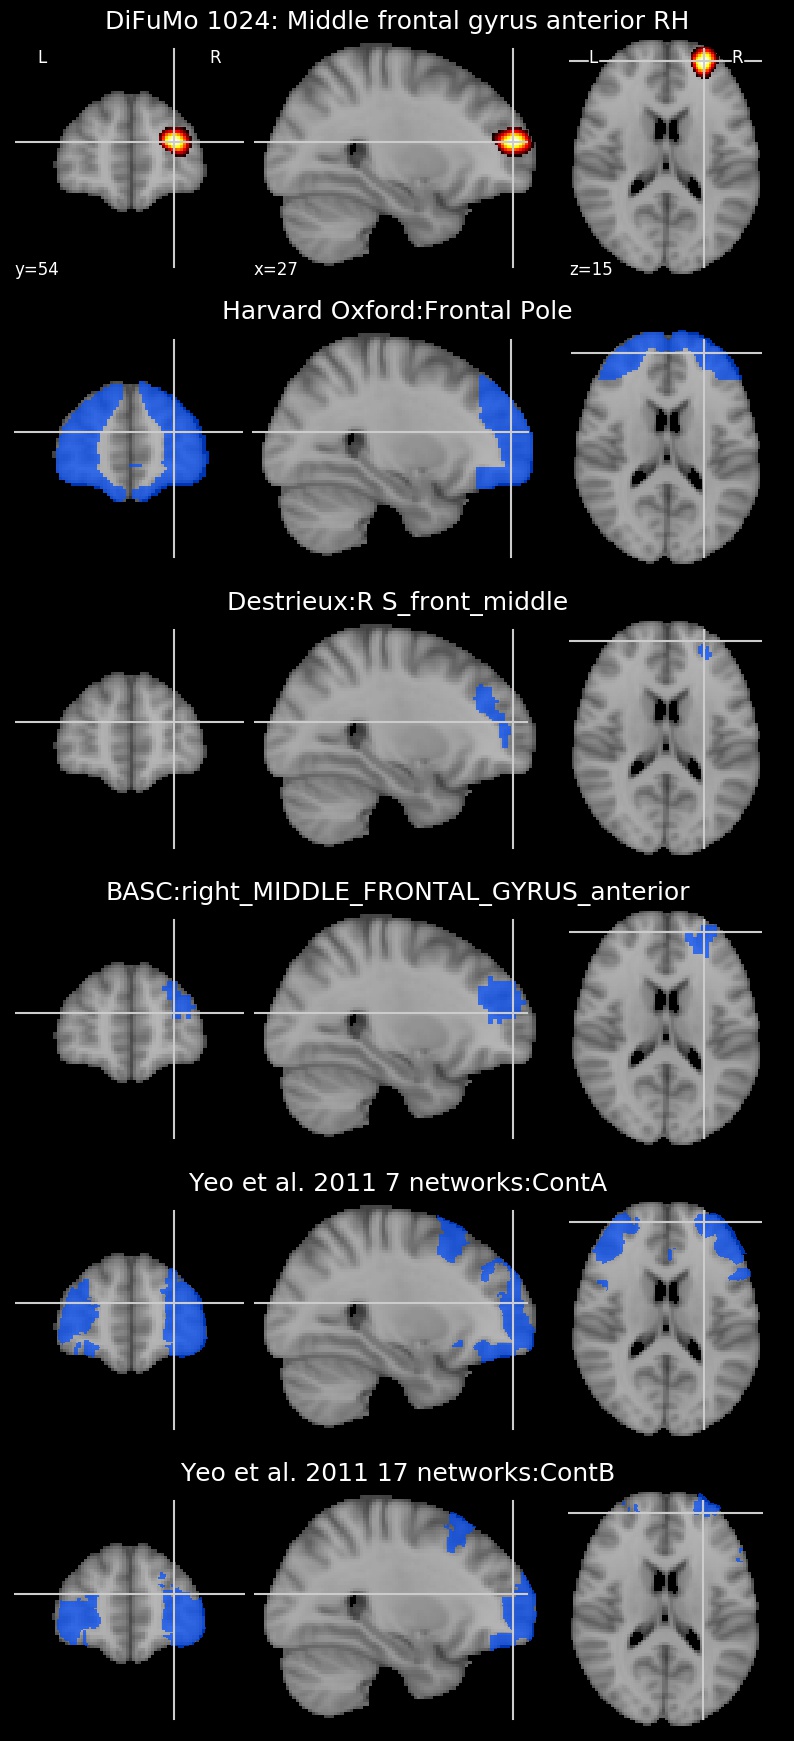 DiFuMo 1024: Middle frontal gyrus anterior RH
L R L R
y=54 x=27 z=15
Harvard Oxford:Frontal Pole
Destrieux:R S_front_middle
BASC:right_MIDDLE_FRONTAL_GYRUS_anterior
Yeo et al. 2011 7 networks:ContA
Yeo et al. 2011 17 networks:ContB